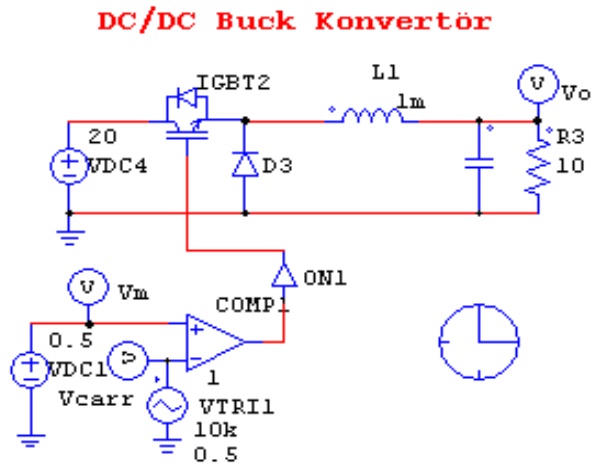 DC/DC Buck Konvertör
IGBT2
L1
1m
V
Vo
20
VDC4
D3
R3
10
ON1
V
Vm
COMP1
0.5
VDC1
V
Vcarr
1
VTRI1
10k
0.5